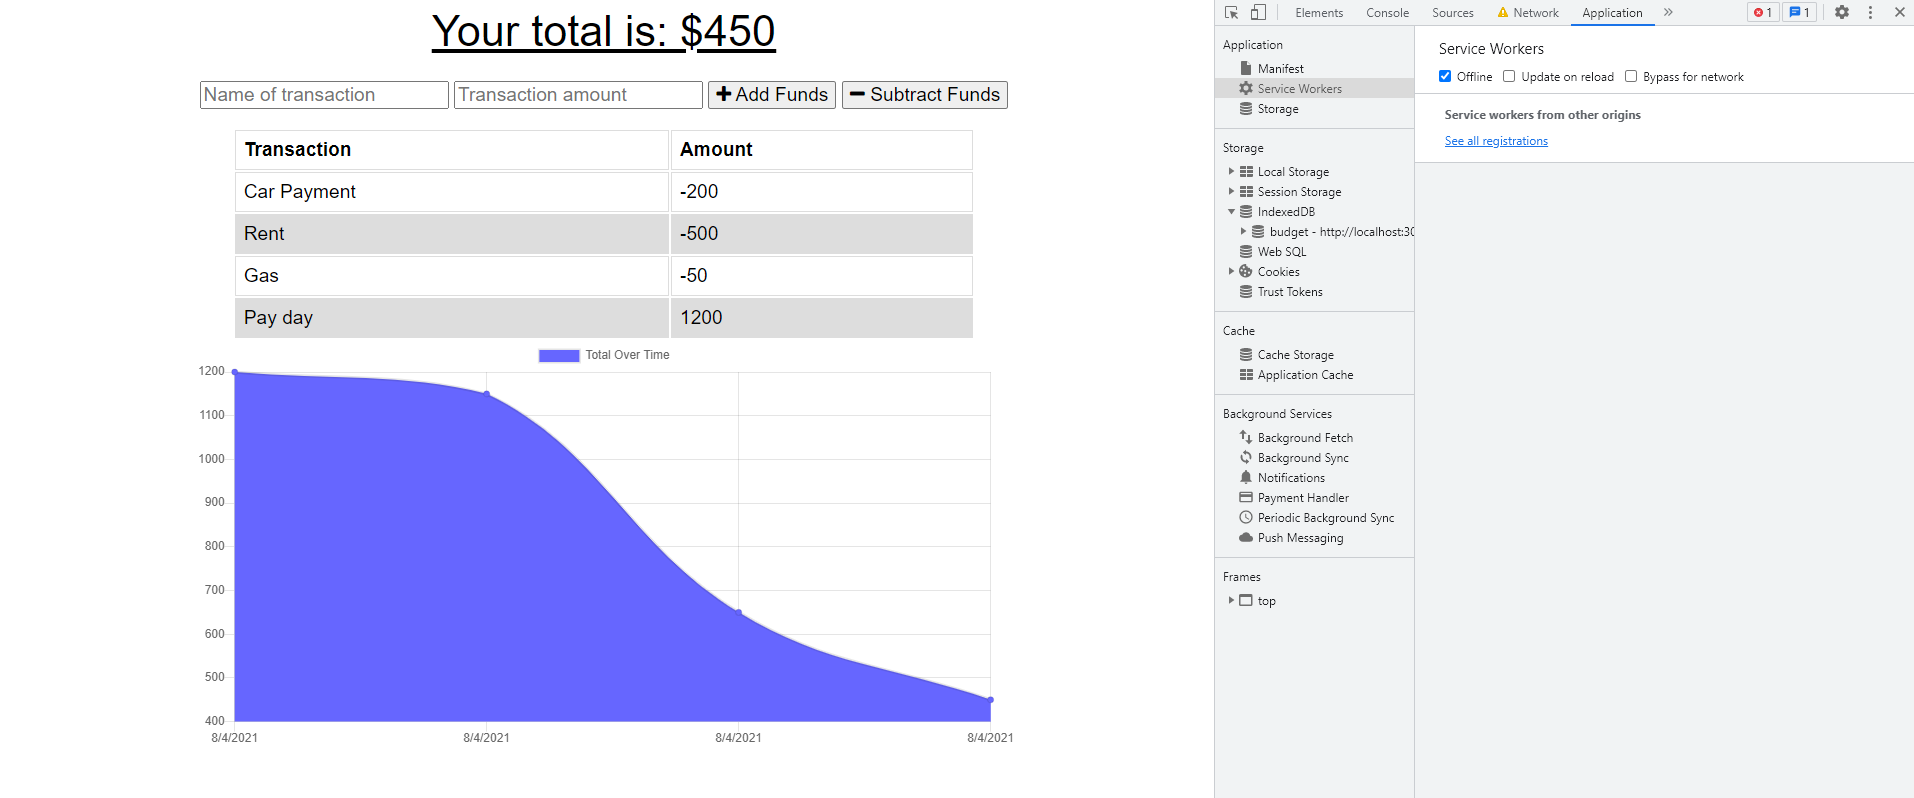 Your total is: $450
Name of transaction Transaction amount Add Funds Subtract Funds
Transaction Amount
Car Payment -200
Rent -500
Gas -50
Pay day 1200
Total Over Time
1200
1100
1000
900
800
700
600
500
400
8/4/2021 8/4/2021 8/4/2021 8/4/2021
Elements Console Sources Network Application » 1 1
Application
Manifest
Service Workers
Storage
Storage
Local Storage
Session Storage
IndexedDB
budget - http://localhost:30
Web SQL
Cookies
Trust Tokens
Cache
Cache Storage
Application Cache
Background Services
Background Fetch
Background Sync
Notifications
Payment Handler
Periodic Background Sync
Push Messaging
Frames
top
Service Workers
Offline Update on reload Bypass for network
Service workers from other origins
See all registrations